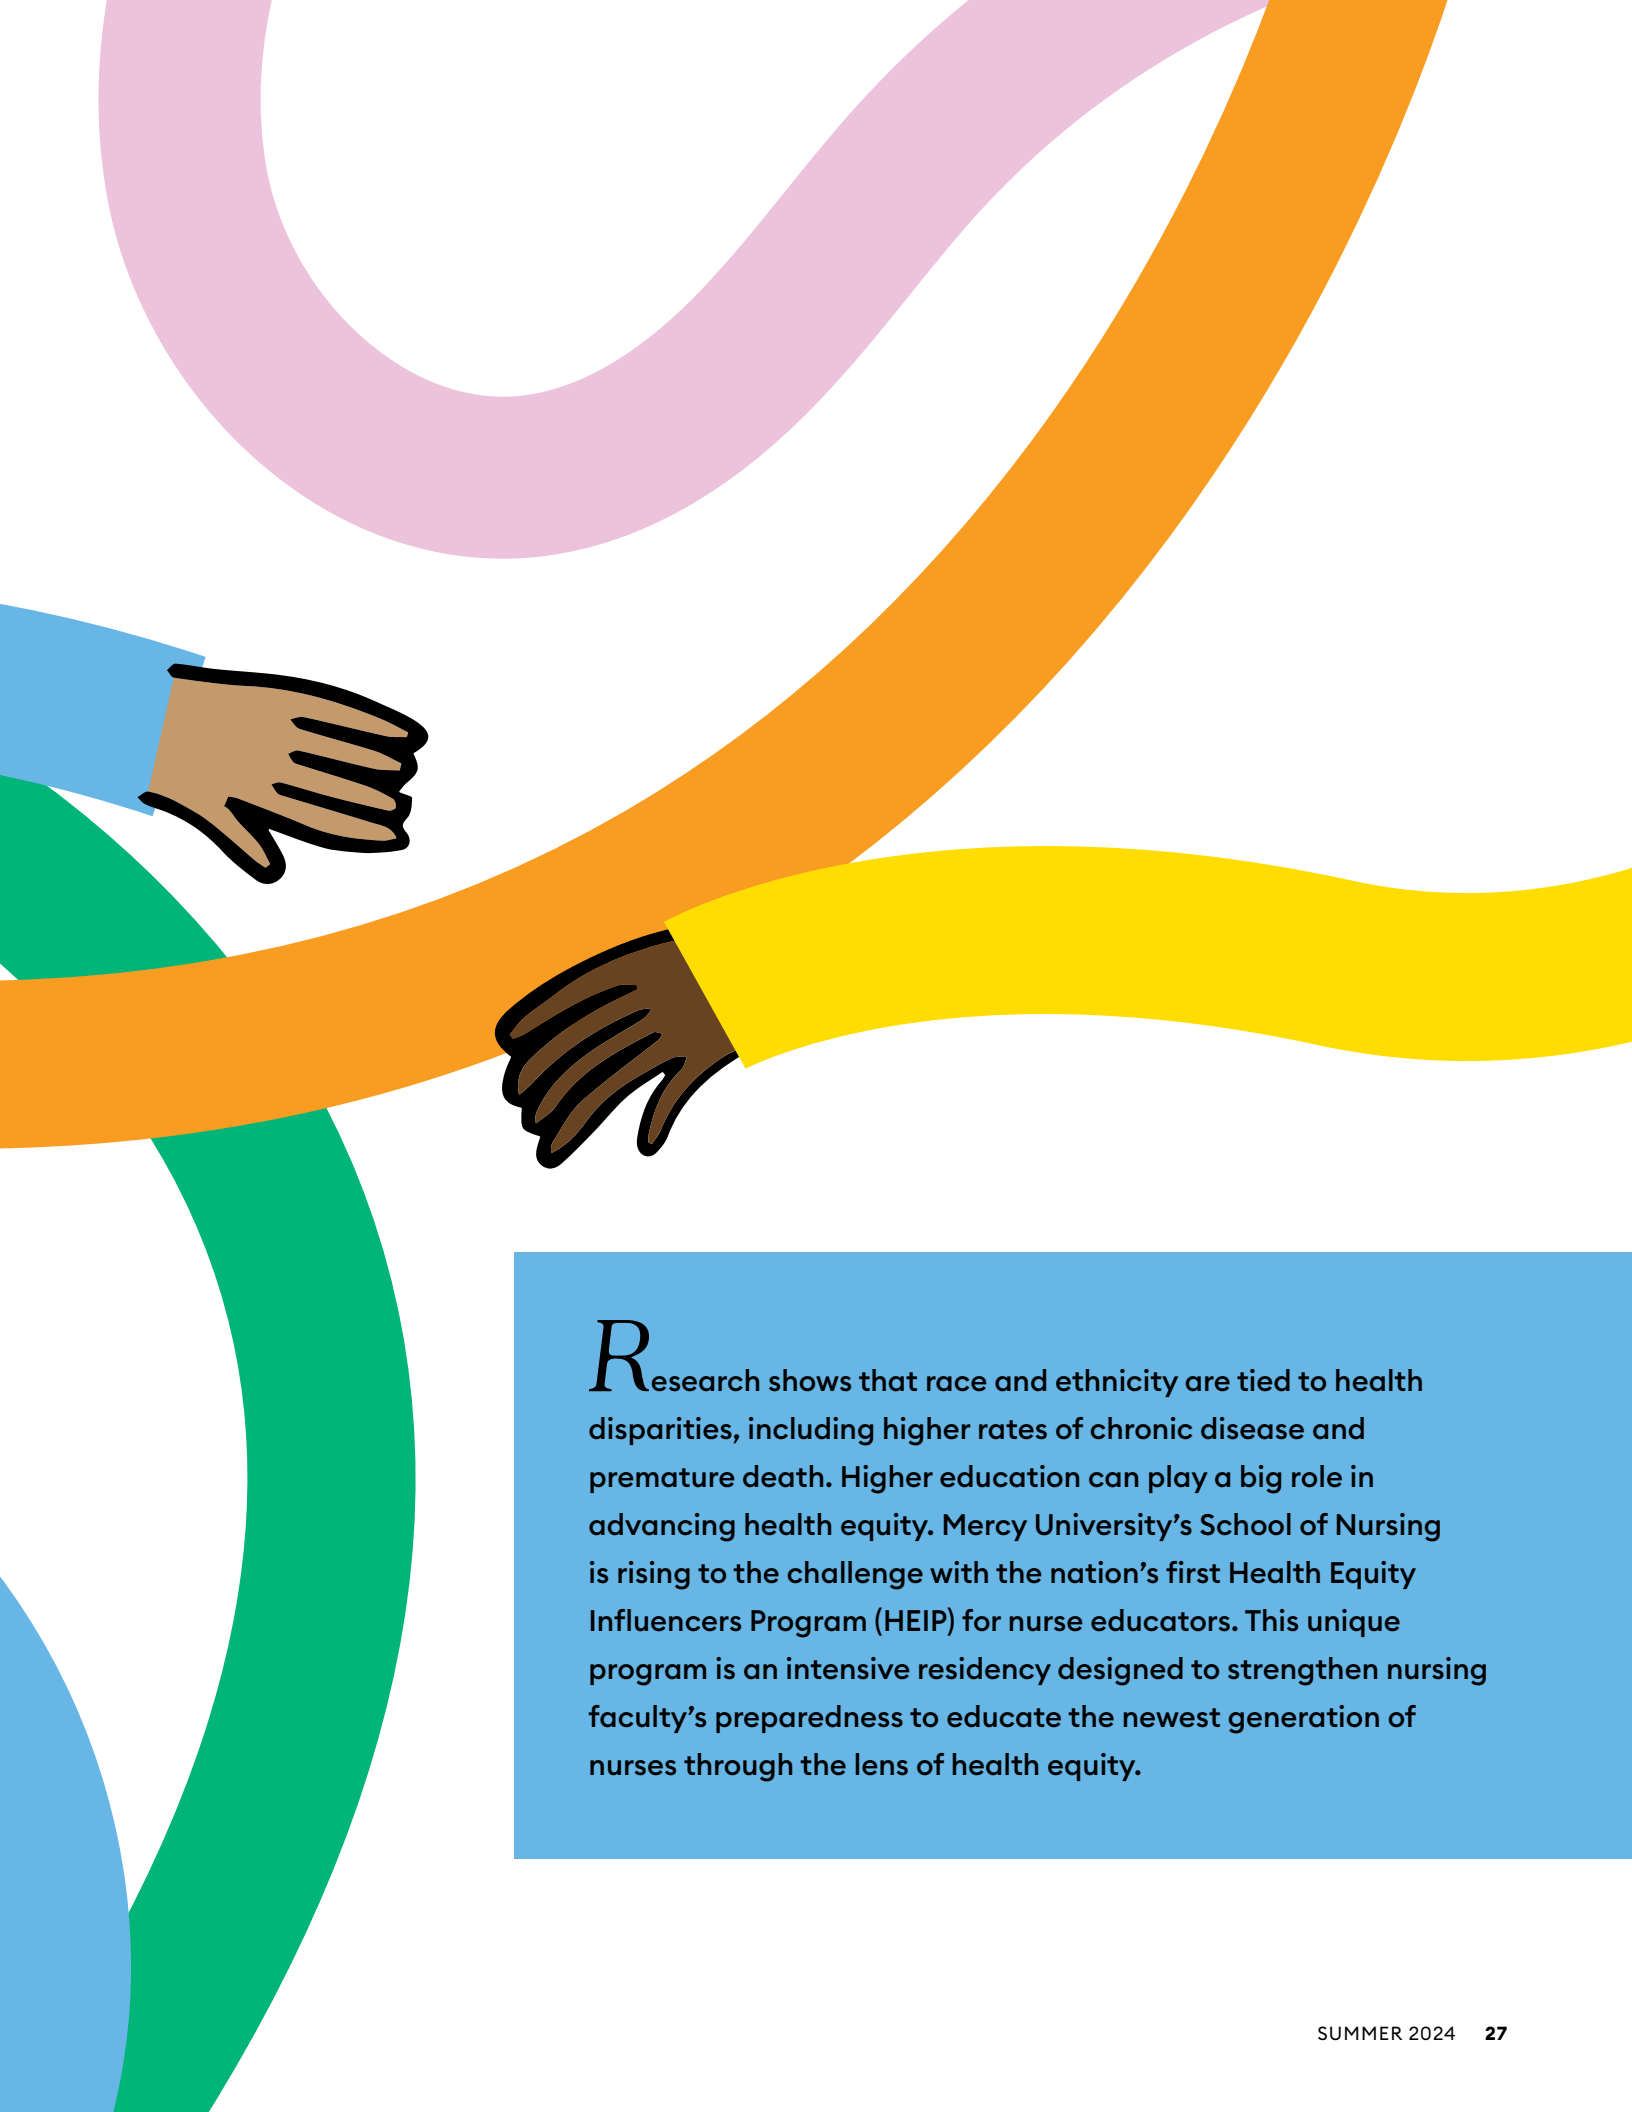 Research shows that race and ethnicity are tied to health
disparities, including higher rates of chronic disease and
premature death. Higher education can play a big role in
advancing health equity. Mercy University’s School of Nursing
is rising to the challenge with the nation’s first Health Equity
Influencers Program (HEIP) for nurse educators. This unique
program is an intensive residency designed to strengthen nursing
faculty’s preparedness to educate the newest generation of
nurses through the lens of health equity.
SUMMER 2024 27